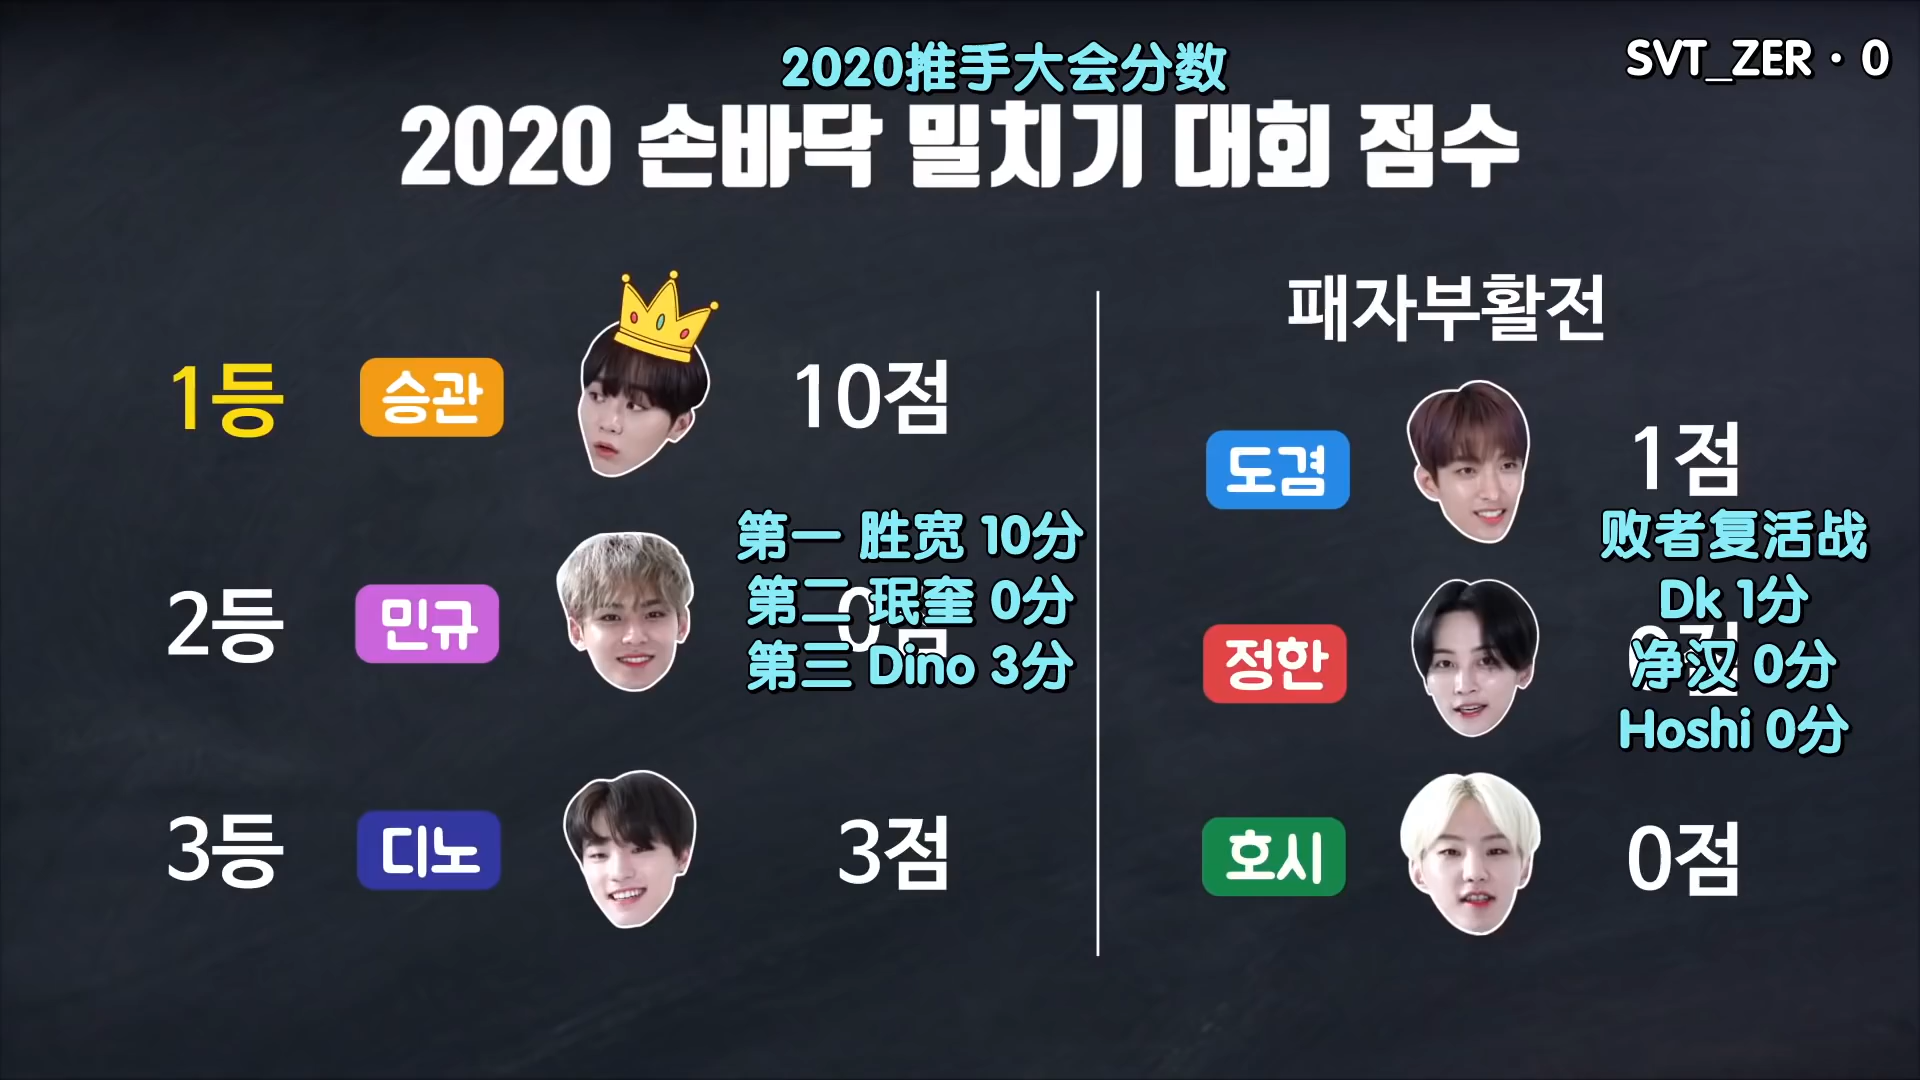 2020推手大会分数
SVT_ZER · 0
2020 손바닥 밀치기 대회 점수
1등 승관 10점
第一 胜宽 10分
2등 민규
第二 珉奎 0分
第三 Dino 3分
3등 디노 3점
패자부활전
도겸 1점
败者复活战
Dk 1分
정한
净汉 0分
Hoshi 0分
호시 0점